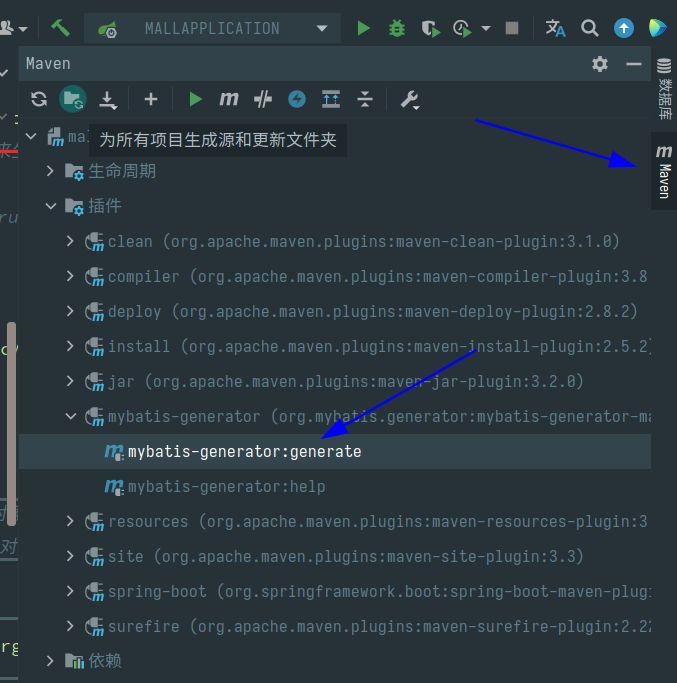 MALLAPPLICATION
Maven
数据库
Maven
为所有项目生成源和更新文件夹
生命周期
插件
clean (org.apache.maven.plugins:maven-clean-plugin:3.1.0)
compiler (org.apache.maven.plugins:maven-compiler-plugin:3.8
deploy (org.apache.maven.plugins:maven-deploy-plugin:2.8.2)
install (org.apache.maven.plugins:maven-install-plugin:2.5.2)
jar (org.apache.maven.plugins:maven-jar-plugin:3.2.0)
mybatis-generator (org.mybatis.generator:mybatis-generator-ma
mybatis-generator:generate
mybatis-generator:help
resources (org.apache.maven.plugins:maven-resources-plugin:3
site (org.apache.maven.plugins:maven-site-plugin:3.3)
spring-boot (org.springframework.boot:spring-boot-maven-plugi
surefire (org.apache.maven.plugins:maven-surefire-plugin:2.22
依赖